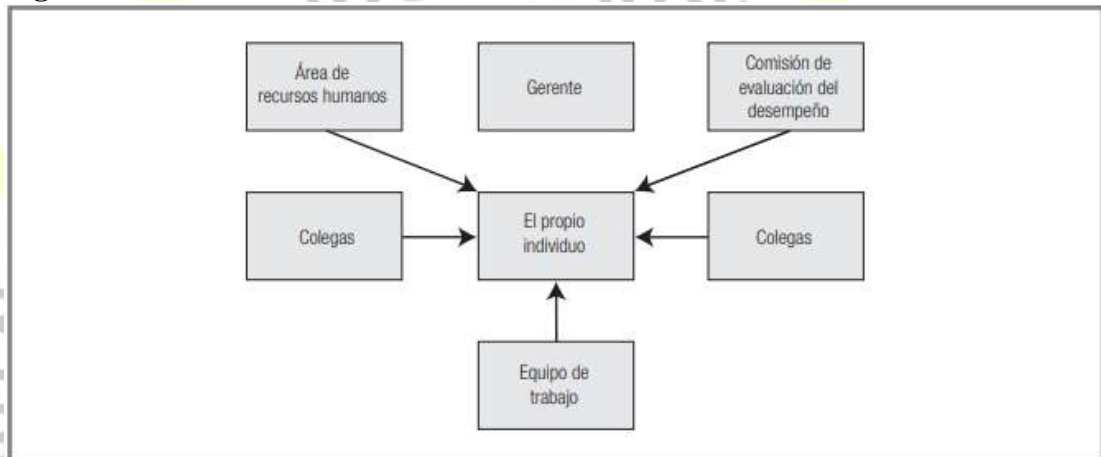 Área de
recursos humanos
Gerente
Comisión de
evaluación del
desempeño
Colegas
El propio
individuo
Colegas
Equipo de
trabajo